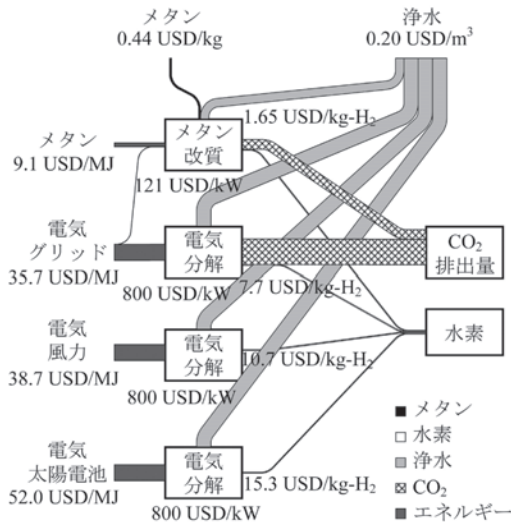 メタン
0.44 USD/kg
浄水
0.20 USD/m³
メタン
9.1 USD/MJ
メタン
改質
1.65 USD/kg-H₂
121 USD/kW
電気
グリッド
35.7 USD/MJ
電気
分解
800 USD/kW
7.7 USD/kg-H₂
CO₂
排出量
電気
風力
38.7 USD/MJ
電気
分解
800 USD/kW
10.7 USD/kg-H₂
水素
電気
太陽電池
52.0 USD/MJ
電気
分解
800 USD/kW
15.3 USD/kg-H₂
メタン
水素
浄水
CO₂
エネルギー